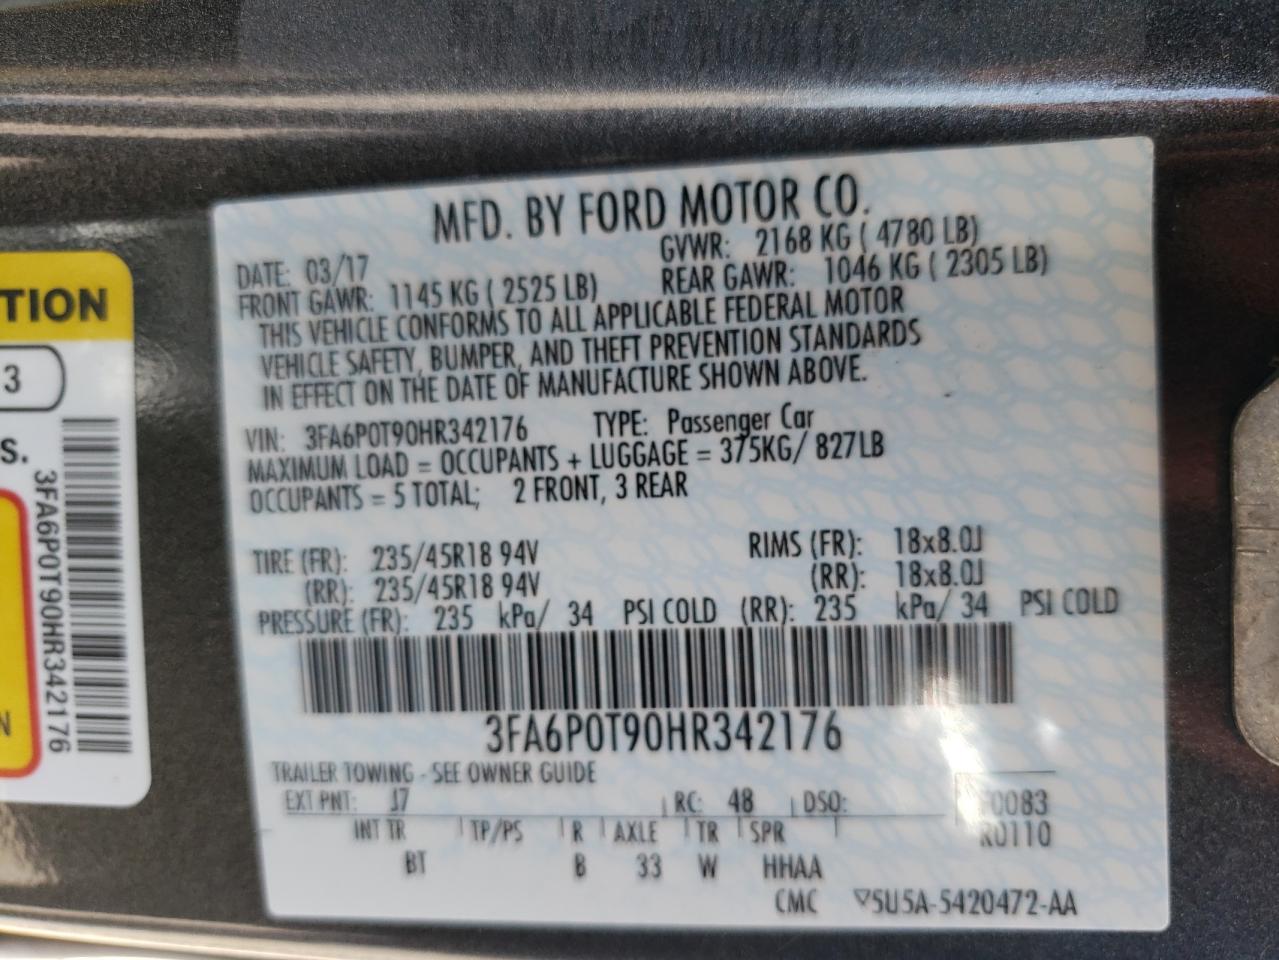 MFD. BY FORD MOTOR CO.
DATE: 03/17 GVWR: 2168 KG ( 4780 LB)
FRONT GAWR: 1145 KG ( 2525 LB) REAR GAWR: 1046 KG ( 2305 LB)
THIS VEHICLE CONFORMS TO ALL APPLICABLE FEDERAL MOTOR
VEHICLE SAFETY, BUMPER, AND THEFT PREVENTION STANDARDS
IN EFFECT ON THE DATE OF MANUFACTURE SHOWN ABOVE.
VIN: 3FA6P0T90HR342176 TYPE: Passenger Car
MAXIMUM LOAD = OCCUPANTS + LUGGAGE = 375KG/ 827LB
OCCUPANTS = 5 TOTAL; 2 FRONT, 3 REAR
TIRE (FR): 235/45R18 94V RIMS (FR): 18x8.0J
(RR): 235/45R18 94V (RR): 18x8.0J
PRESSURE (FR): 235 kPa/ 34 PSI COLD (RR): 235 kPa/ 34 PSI COLD
3FA6P0T90HR342176
TRAILER TOWING - SEE OWNER GUIDE
EXT PNT: J7 RC: 48 DSO: F0083
INT TR TP/PS R AXLE TR SPR R0110
BT B 33 W HHAA
CMC ▽5U5A-5420472-AA
TION
3
S.
3FA6P0T90HR342176
N